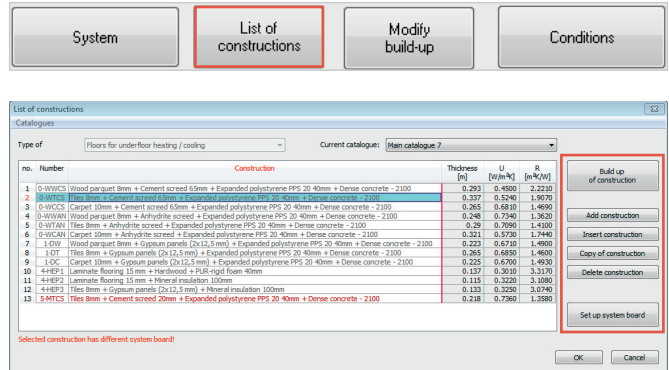 System
List of
constructions
Modify
build-up
Conditions
List of constructions
Catalogues
Type of Floors for underfloor heating / cooling Current catalogue: Main catalogue 7
no. Number Construction Thickness [m] U [W/m²K] R [m²K/W]
1 0-WWCS Wood parquet 8mm + Cement screed 65mm + Expanded polystyrene PPS 20 40mm + Dense concrete - 2100 0.293 0.4500 2.2210
2 0-WTCS Tiles 8mm + Cement screed 65mm + Expanded polystyrene PPS 20 40mm + Dense concrete - 2100 0.337 0.5240 1.9070
3 0-WCCS Carpet 10mm + Cement screed 65mm + Expanded polystyrene PPS 20 40mm + Dense concrete - 2100 0.265 0.6810 1.4690
4 0-WWAN Wood parquet 8mm + Anhydrite screed + Expanded polystyrene PPS 20 40mm + Dense concrete - 2100 0.248 0.7340 1.3620
5 0-WTAN Tiles 8mm + Anhydrite screed + Expanded polystyrene PPS 20 40mm + Dense concrete - 2100 0.29 0.7090 1.4100
6 0-WCAN Carpet 10mm + Anhydrite screed + Expanded polystyrene PPS 20 40mm + Dense concrete - 2100 0.321 0.5730 1.7440
7 1-DW Wood parquet 8mm + Gypsum panels (2x12,5 mm) + Expanded polystyrene PPS 20 40mm + Dense concrete - 2100 0.223 0.6710 1.4900
8 1-DT Tiles 8mm + Gypsum panels (2x12,5 mm) + Expanded polystyrene PPS 20 40mm + Dense concrete - 2100 0.265 0.6850 1.4600
9 1-DC Carpet 10mm + Gypsum panels (2x12,5 mm) + Expanded polystyrene PPS 20 40mm + Dense concrete - 2100 0.225 0.6700 1.4930
10 4-HEP1 Laminate flooring 15 mm + Hardwood + PUR-rigid foam 40mm 0.137 0.3010 3.3170
11 4-HEP2 Laminate flooring 15 mm + Mineral insulation 100mm 0.115 0.3220 3.1080
12 4-HEP3 Tiles 8mm + Gypsum panels (2x12,5 mm) + Mineral insulation 100mm 0.133 0.3250 3.0740
13 5-MTCS Tiles 8mm + Cement screed 20mm + Expanded polystyrene PPS 20 40mm + Dense concrete - 2100 0.218 0.7360 1.3580
Build up
of construction
Add construction
Insert construction
Copy of construction
Delete construction
Set up system board
Selected construction has different system board!
OK Cancel